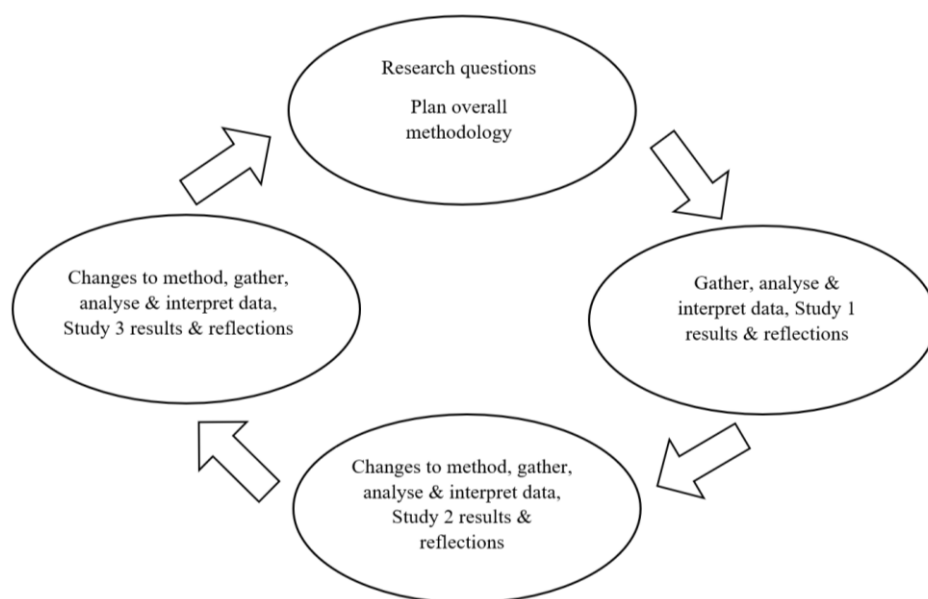 Research questions
Plan overall
methodology
Gather, analyse &
interpret data, Study 1
results & reflections
Changes to method, gather,
analyse & interpret data,
Study 2 results &
reflections
Changes to method, gather,
analyse & interpret data,
Study 3 results & reflections